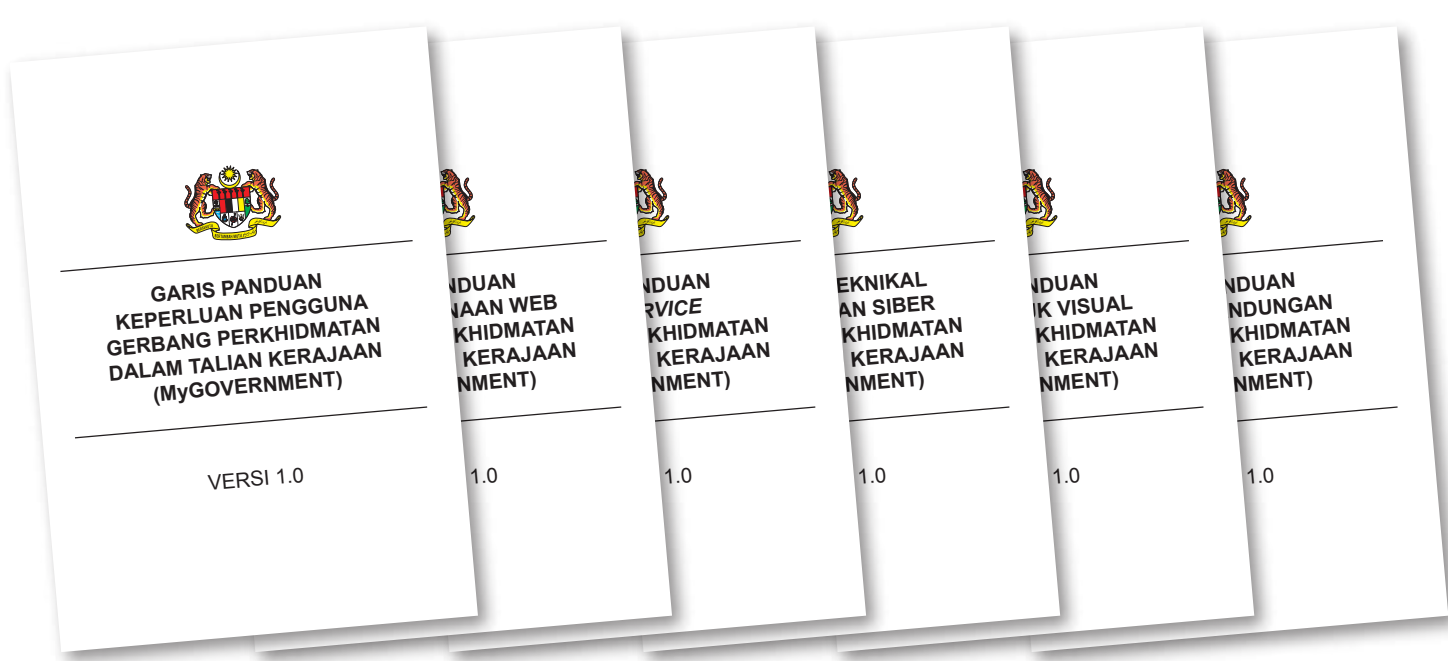 GARIS PANDUAN
KEPERLUAN PENGGUNA
GERBANG PERKHIDMATAN
DALAM TALIAN KERAJAAN
(MyGOVERNMENT)
VERSI 1.0
NDUAN
NAAN WEB
KHIDMATAN
KERAJAAN
NMENT)
1.0
NDUAN
RVICE
KHIDMATAN
KERAJAAN
NMENT)
1.0
EKNIKAL
AN SIBER
KHIDMATAN
KERAJAAN
NMENT)
1.0
NDUAN
UK VISUAL
KHIDMATAN
KERAJAAN
NMENT)
1.0
NDUAN
NDUNGAN
KHIDMATAN
KERAJAAN
NMENT)
1.0